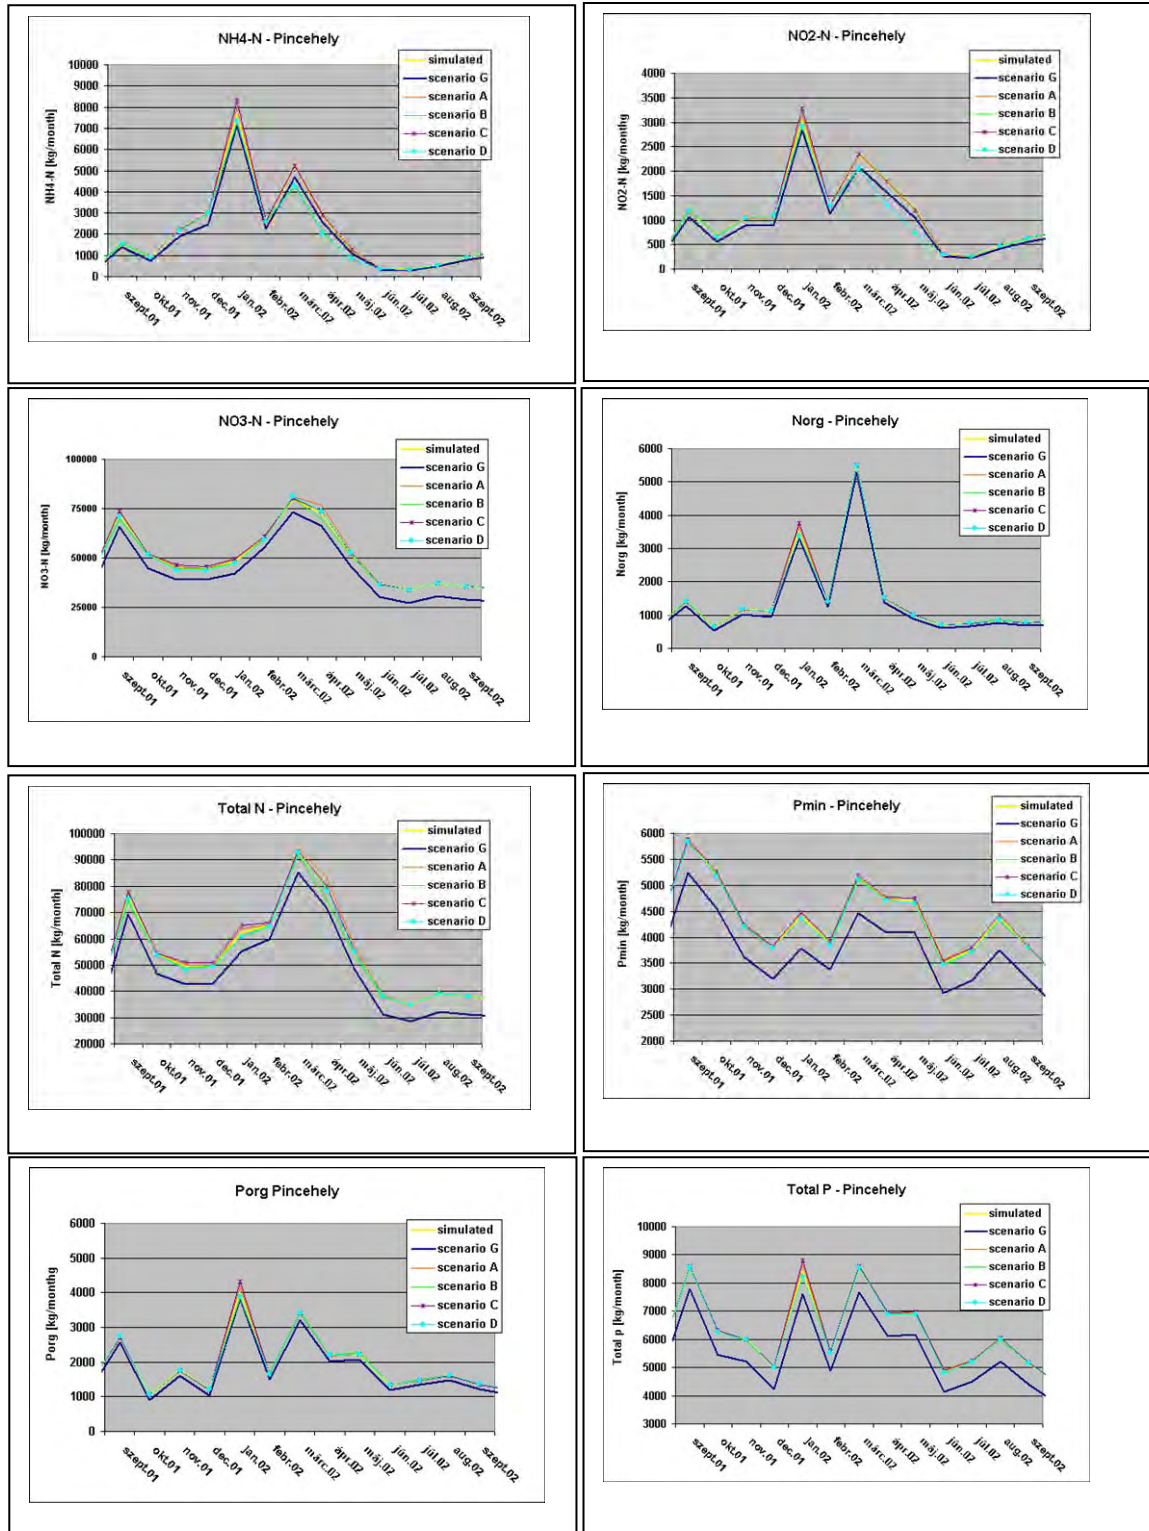 NH4-N - Pincehely
NH4-N [kg/month]
10000
9000
8000
7000
6000
5000
4000
3000
2000
1000
0
szept.01
okt.01
nov.01
dec.01
jan.02
febr.02
márc.02
ápr.02
máj.02
jún.02
júl.02
aug.02
szept.02
simulated
scenario G
scenario A
scenario B
scenario C
scenario D
NO2-N - Pincehely
NO2-N [kg/monthg
4000
3500
3000
2500
2000
1500
1000
500
0
szept.01
okt.01
nov.01
dec.01
jan.02
febr.02
márc.02
ápr.02
máj.02
jún.02
júl.02
aug.02
szept.02
simulated
scenario G
scenario A
scenario B
scenario C
scenario D
NO3-N - Pincehely
NO3-N [kg/month]
100000
75000
50000
25000
0
szept.01
okt.01
nov.01
dec.01
jan.02
febr.02
márc.02
ápr.02
máj.02
jún.02
júl.02
aug.02
szept.02
simulated
scenario G
scenario A
scenario B
scenario C
scenario D
Norg - Pincehely
Norg [kg/month]
6000
5000
4000
3000
2000
1000
0
szept.01
okt.01
nov.01
dec.01
jan.02
febr.02
márc.02
ápr.02
máj.02
jún.02
júl.02
aug.02
szept.02
simulated
scenario G
scenario A
scenario B
scenario C
scenario D
Total N - Pincehely
Total N [kg/month]
100000
90000
80000
70000
60000
50000
40000
30000
20000
szept.01
okt.01
nov.01
dec.01
jan.02
febr.02
márc.02
ápr.02
máj.02
jún.02
júl.02
aug.02
szept.02
simulated
scenario G
scenario A
scenario B
scenario C
scenario D
Pmin - Pincehely
Pmin [kg/month]
6000
5500
5000
4500
4000
3500
3000
2500
2000
szept.01
okt.01
nov.01
dec.01
jan.02
febr.02
márc.02
ápr.02
máj.02
jún.02
júl.02
aug.02
szept.02
simulated
scenario G
scenario A
scenario B
scenario C
scenario D
Porg Pincehely
Porg [kg/monthg
6000
5000
4000
3000
2000
1000
0
szept.01
okt.01
nov.01
dec.01
jan.02
febr.02
márc.02
ápr.02
máj.02
jún.02
júl.02
aug.02
szept.02
simulated
scenario G
scenario A
scenario B
scenario C
scenario D
Total P - Pincehely
Total p [kg/month]
10000
9000
8000
7000
6000
5000
4000
3000
szept.01
okt.01
nov.01
dec.01
jan.02
febr.02
márc.02
ápr.02
máj.02
jún.02
júl.02
aug.02
szept.02
simulated
scenario G
scenario A
scenario B
scenario C
scenario D